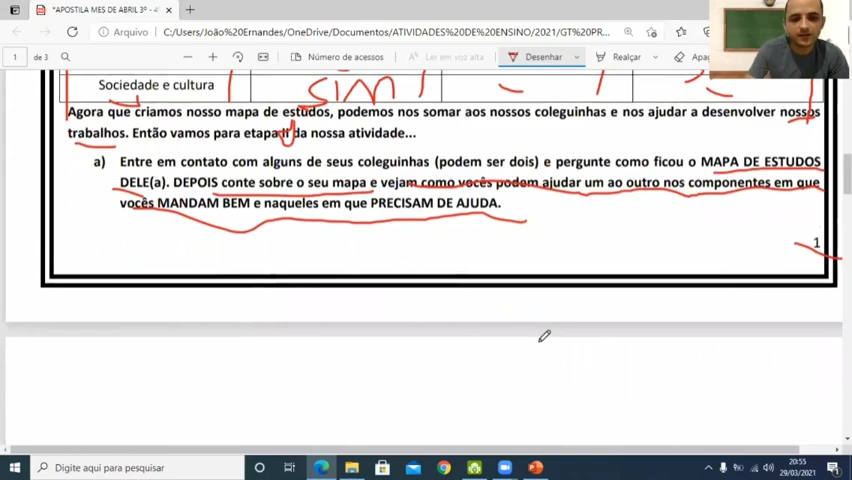 *APOSTILA MES DE ABRIL 3º - 4º
Arquivo
C:/Users/João%20Ernandes/OneDrive/Documentos/ATIVIDADES%20DE%20ENSINO/2021/GT%20PR...
1 de 3
Número de acessos
Ler em voz alta
Desenhar
Realçar
Apag
Sociedade e cultura
sim
Agora que criamos nosso mapa de estudos, podemos nos somar aos nossos coleguinhas e nos ajudar a desenvolver nossos
trabalhos. Então vamos para etapa II da nossa atividade...
a) Entre em contato com alguns de seus coleguinhas (podem ser dois) e pergunte como ficou o MAPA DE ESTUDOS
DELE(a). DEPOIS conte sobre o seu mapa e vejam como vocês podem ajudar um ao outro nos componentes em que
vocês MANDAM BEM e naqueles em que PRECISAM DE AJUDA.
1
Digite aqui para pesquisar
20:55
29/03/2021